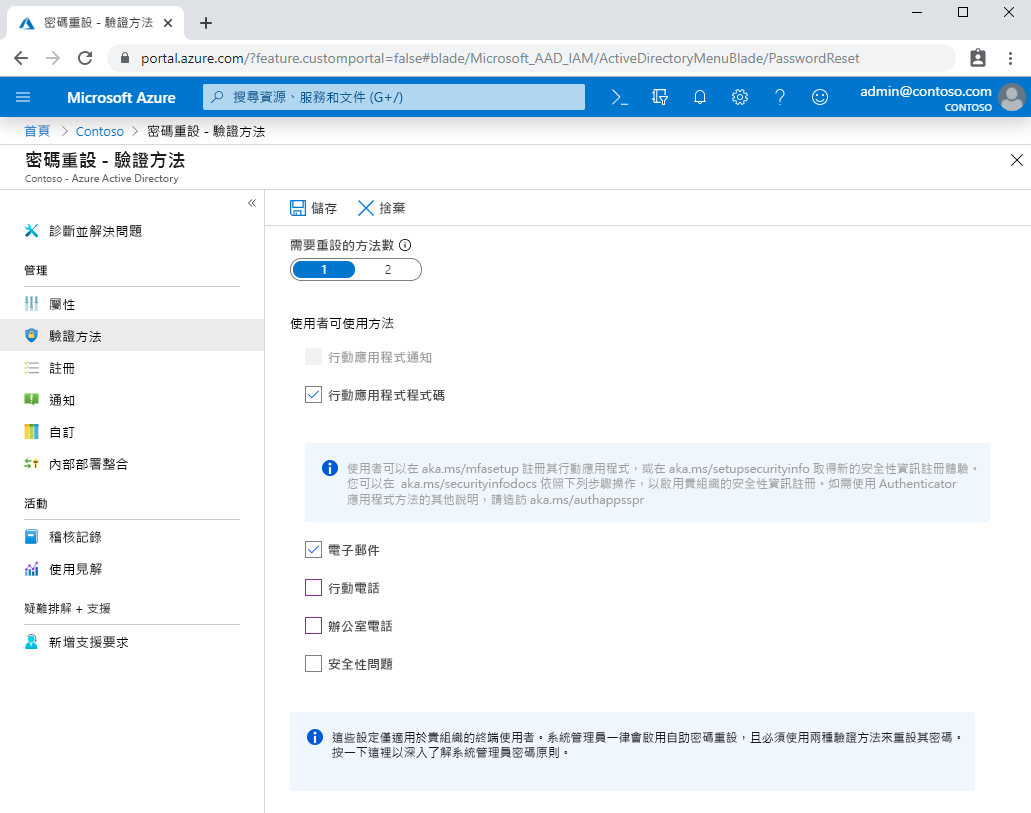 密碼重設 - 驗證方法
portal.azure.com/?feature.customportal=false#blade/Microsoft_AAD_IAM/ActiveDirectoryMenuBlade/PasswordReset
Microsoft Azure
搜尋資源、服務和文件 (G+/)
admin@contoso.com
CONTOSO
首頁 > Contoso > 密碼重設 - 驗證方法
密碼重設 - 驗證方法
Contoso - Azure Active Directory
診斷並解決問題
管理
屬性
驗證方法
註冊
通知
自訂
內部部署整合
活動
稽核記錄
使用見解
疑難排解 + 支援
新增支援要求
儲存
捨棄
需要重設的方法數
1 2
使用者可使用方法
行動應用程式通知
行動應用程式程式碼
使用者可以在 aka.ms/mfasetup 註冊其行動應用程式，或在 aka.ms/setupsecurityinfo 取得新的安全性資訊註冊體驗。
您可以在 aka.ms/securityinfodocs 依照下列步驟操作，以啟用貴組織的安全性資訊註冊。如需使用 Authenticator
應用程式方法的其他說明，請造訪 aka.ms/authappsspr
電子郵件
行動電話
辦公室電話
安全性問題
這些設定僅適用於貴組織的終端使用者。系統管理員一律會啟用自助密碼重設，且必須使用兩種驗證方法來重設其密碼。
按一下這裡以深入了解系統管理員密碼原則。